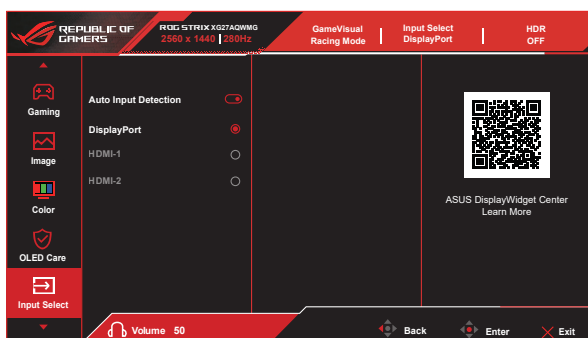 REPUBLIC OF
GAMERS
ROG STRIX XG27AQWMG
2560 x 1440 280Hz
GameVisual
Racing Mode
Input Select
DisplayPort
HDR
OFF
Gaming
Image
Color
OLED Care
Input Select
Auto Input Detection
DisplayPort
HDMI-1
HDMI-2
ASUS DisplayWidget Center
Learn More
Volume 50
Back
Enter
Exit